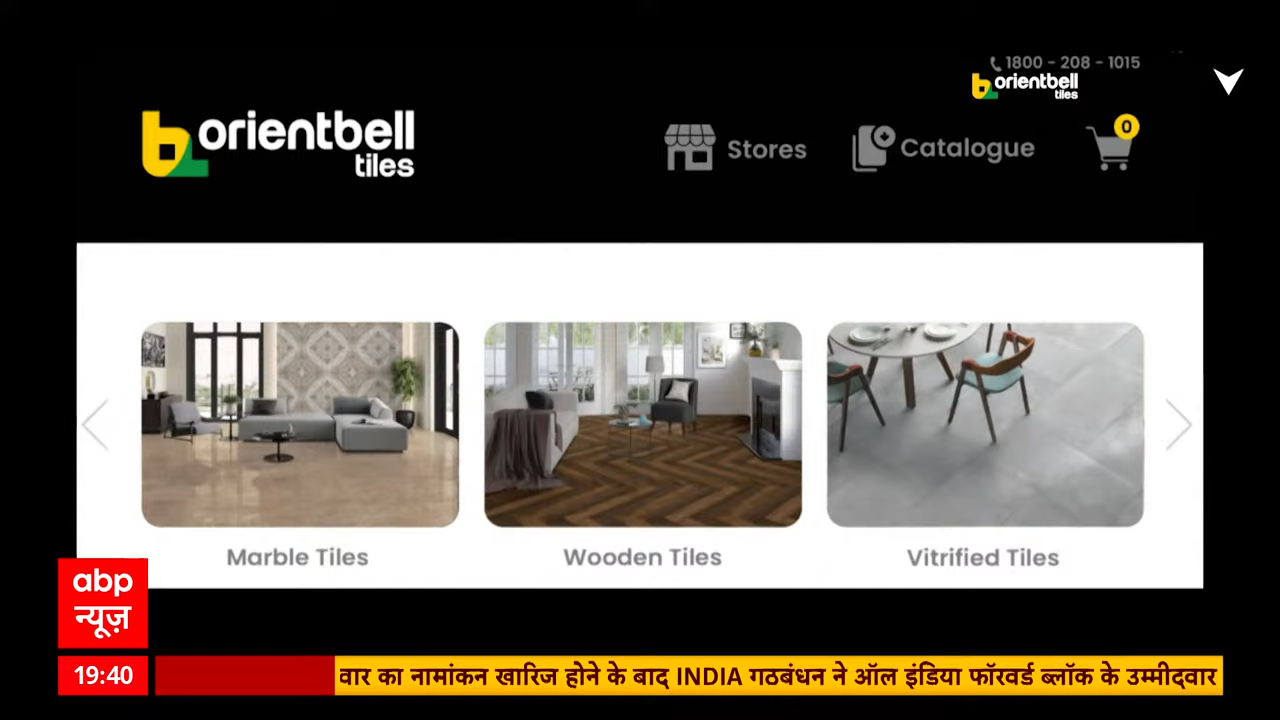 1800 - 208 - 1015
orientbell
tiles
orientbell
tiles
Stores
Catalogue
0
Marble Tiles
Wooden Tiles
Vitrified Tiles
abp
न्यूज़
19:40
वार का नामांकन खारिज होने के बाद INDIA गठबंधन ने ऑल इंडिया फॉरवर्ड ब्लॉक के उम्मीदवार